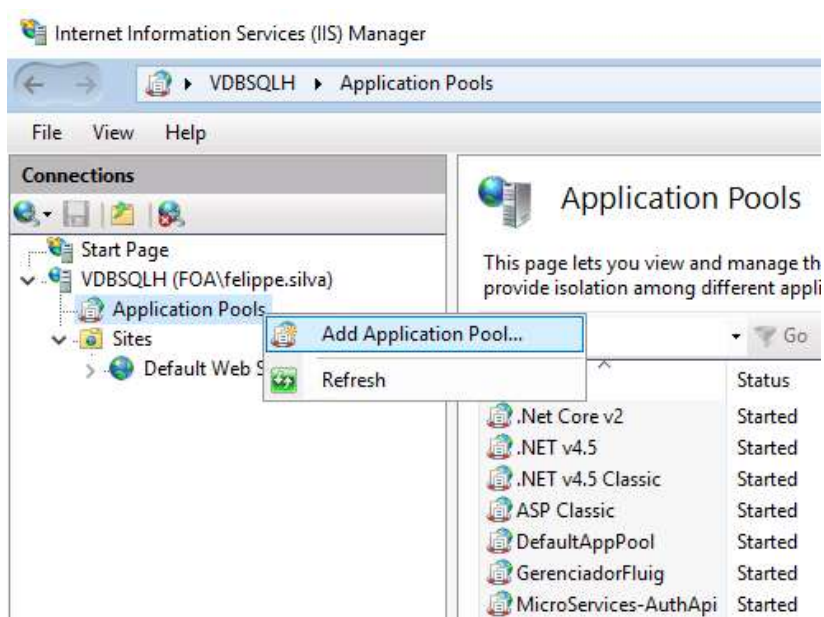 Internet Information Services (IIS) Manager
VDBSQLH Application Pools
File View Help
Connections
Application Pools
Start Page
VDBSQLH (FOA\felippe.silva)
This page lets you view and manage th
provide isolation among different appli
Application Pools
Add Application Pool...
Go
Sites
Default Web S
Refresh
Status
.Net Core v2 Started
.NET v4.5 Started
.NET v4.5 Classic Started
ASP Classic Started
DefaultAppPool Started
GerenciadorFluig Started
MicroServices-AuthApi Started